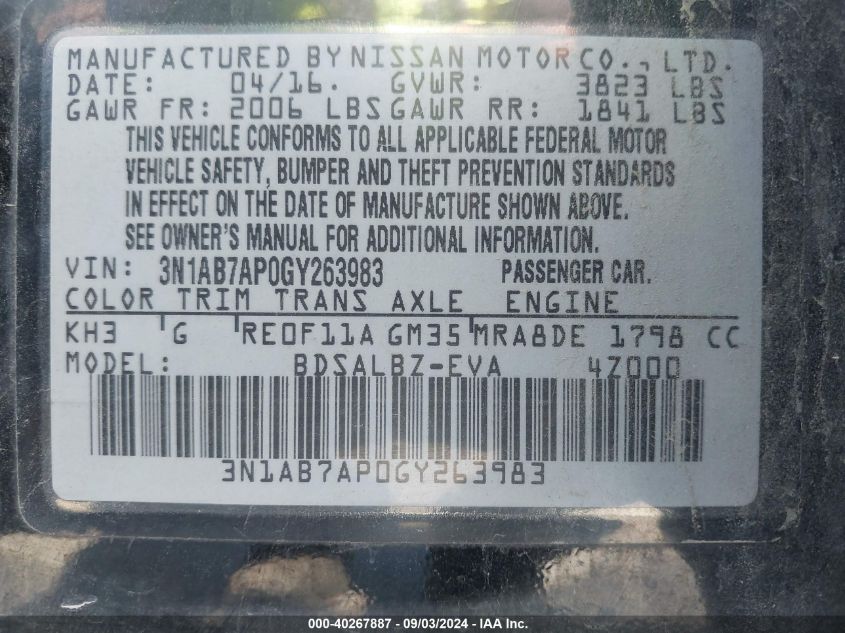 MANUFACTURED BY NISSAN MOTOR CO., LTD.
DATE: 04/16. GVWR: 3823 LBS
GAWR FR: 2006 LBS GAWR RR: 1841 LBS
THIS VEHICLE CONFORMS TO ALL APPLICABLE FEDERAL MOTOR
VEHICLE SAFETY, BUMPER AND THEFT PREVENTION STANDARDS
IN EFFECT ON THE DATE OF MANUFACTURE SHOWN ABOVE.
SEE OWNER'S MANUAL FOR ADDITIONAL INFORMATION.
VIN: 3N1AB7AP0GY263983 PASSENGER CAR.
COLOR TRIM TRANS AXLE ENGINE
KH3 G RE0F11A GM35 MRA8DE 1798 CC
MODEL: BDSALBZ-EVA 4Z000
3N1AB7AP0GY263983
000-40267887 - 09/03/2024 - IAA Inc.